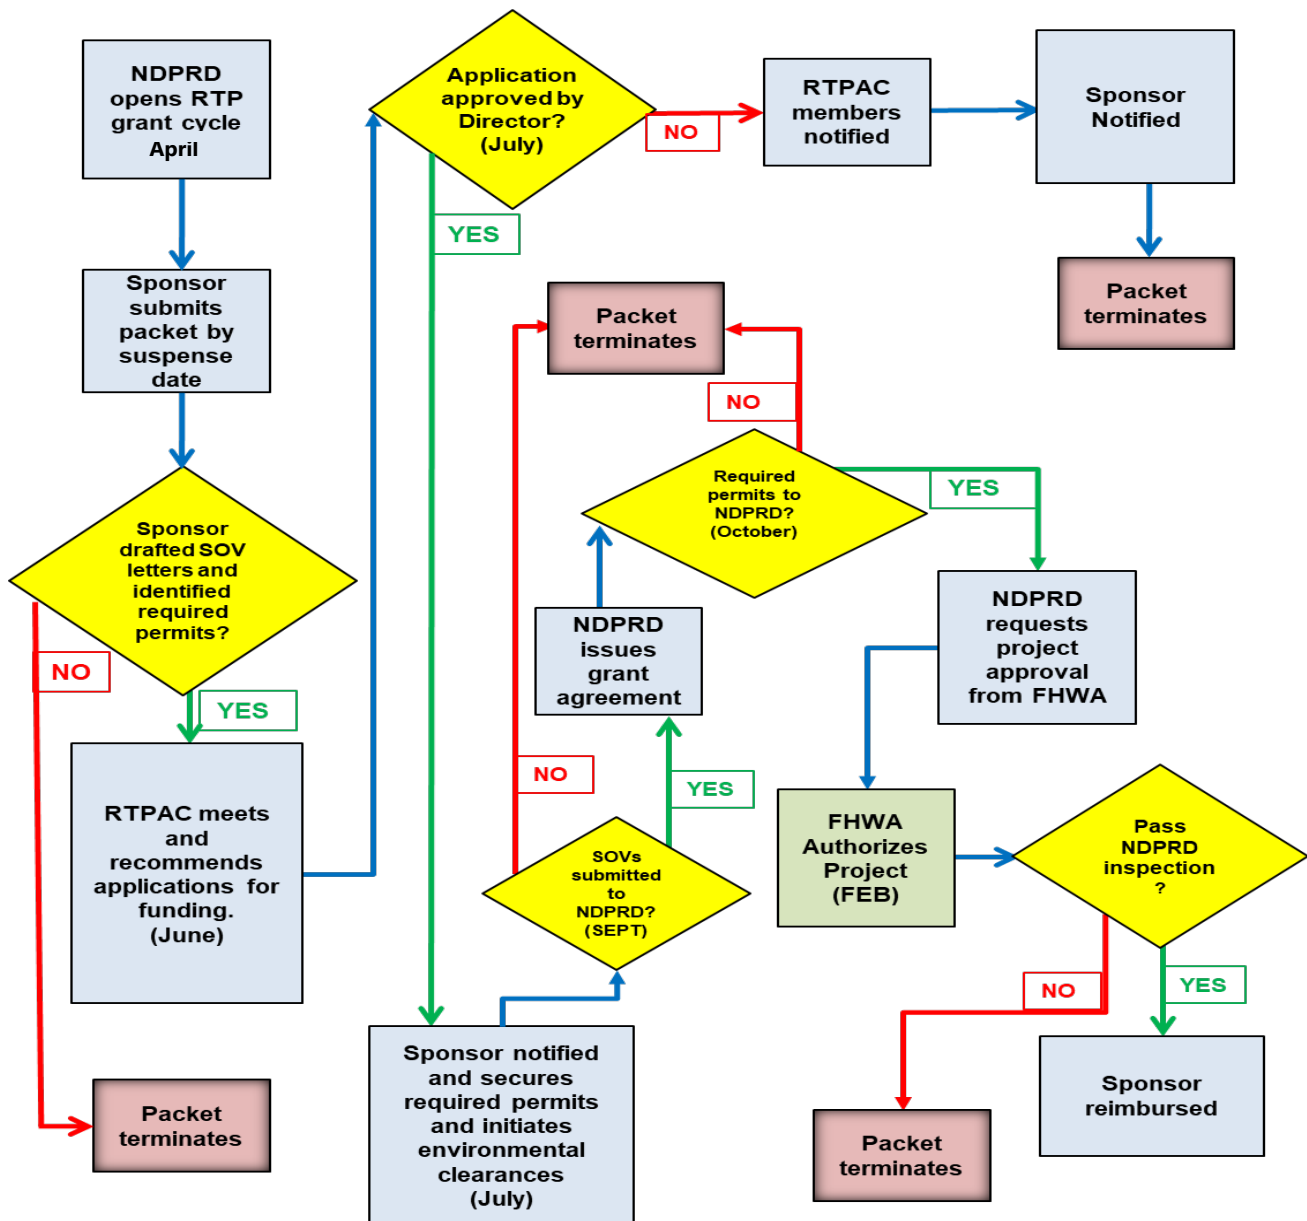 NDPRD
opens RTP
grant cycle
April
Sponsor
submits
packet by
suspense
date
Sponsor
drafted SOV
letters and
identified
required
permits?
NO
YES
RTPAC meets
and
recommends
applications for
funding.
(June)
Packet
terminates
Application
approved by
Director?
(July)
NO
RTPAC
members
notified
Sponsor
Notified
Packet
terminates
YES
Sponsor notified
and secures
required permits
and initiates
environmental
clearances
(July)
SOVs
submitted
to
NDPRD?
(SEPT)
NO
YES
Packet
terminates
NDPRD
issues
grant
agreement
Required
permits to
NDPRD?
(October)
NO
YES
NDPRD
requests
project
approval
from FHWA
FHWA
Authorizes
Project
(FEB)
Pass
NDPRD
inspection
?
NO
YES
Packet
terminates
Sponsor
reimbursed